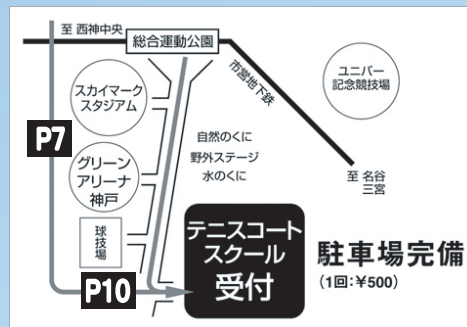 至 西神中央
総合運動公園
スカイマーク
スタジアム
市営地下鉄
ユニバー
記念競技場
P7
自然のくに
野外ステージ
水のくに
グリーン
アリーナ
神戸
至 名谷
三宮
球技場
テニスコート
スクール
受付
駐車場完備
(1回:¥500)
P10